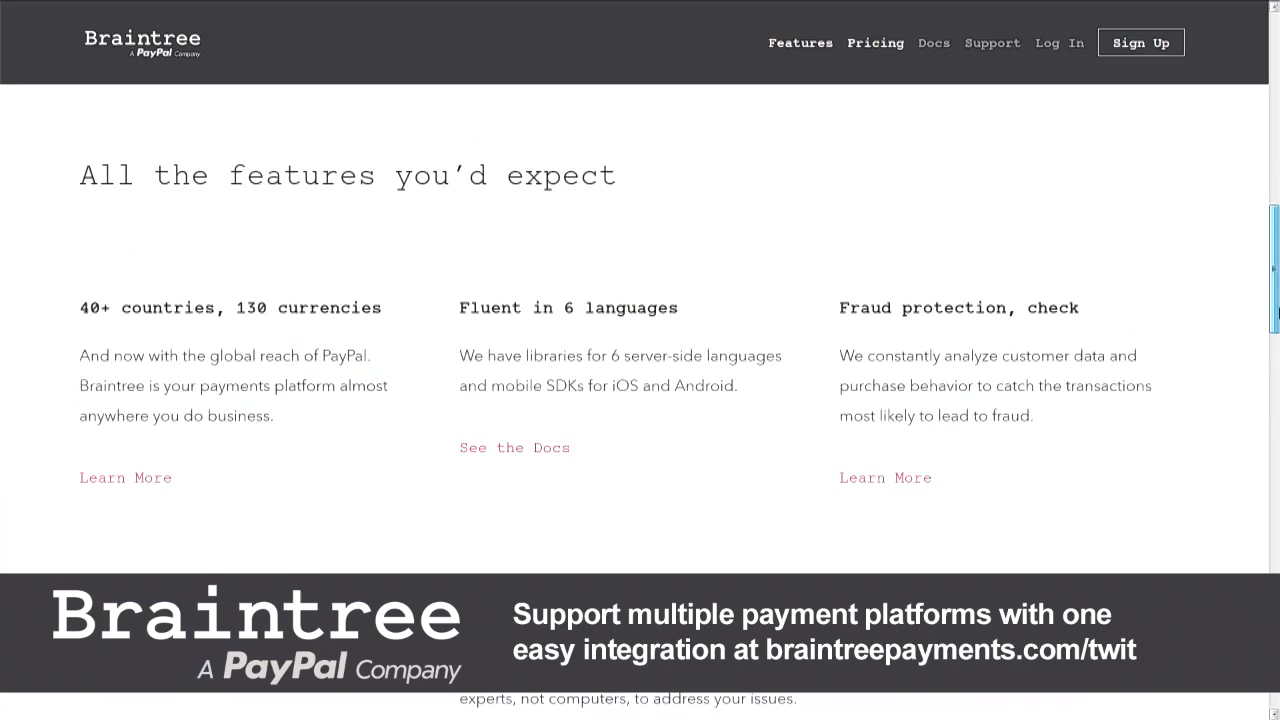 Braintree
A PayPal Company
Features Pricing Docs Support Log In Sign Up
All the features you’d expect
40+ countries, 130 currencies
And now with the global reach of PayPal.
Braintree is your payments platform almost
anywhere you do business.
Learn More
Fluent in 6 languages
We have libraries for 6 server-side languages
and mobile SDKs for iOS and Android.
See the Docs
Fraud protection, check
We constantly analyze customer data and
purchase behavior to catch the transactions
most likely to lead to fraud.
Learn More
Braintree
A PayPal Company
Support multiple payment platforms with one
easy integration at braintreepayments.com/twit
experts, not computers, to address your issues.